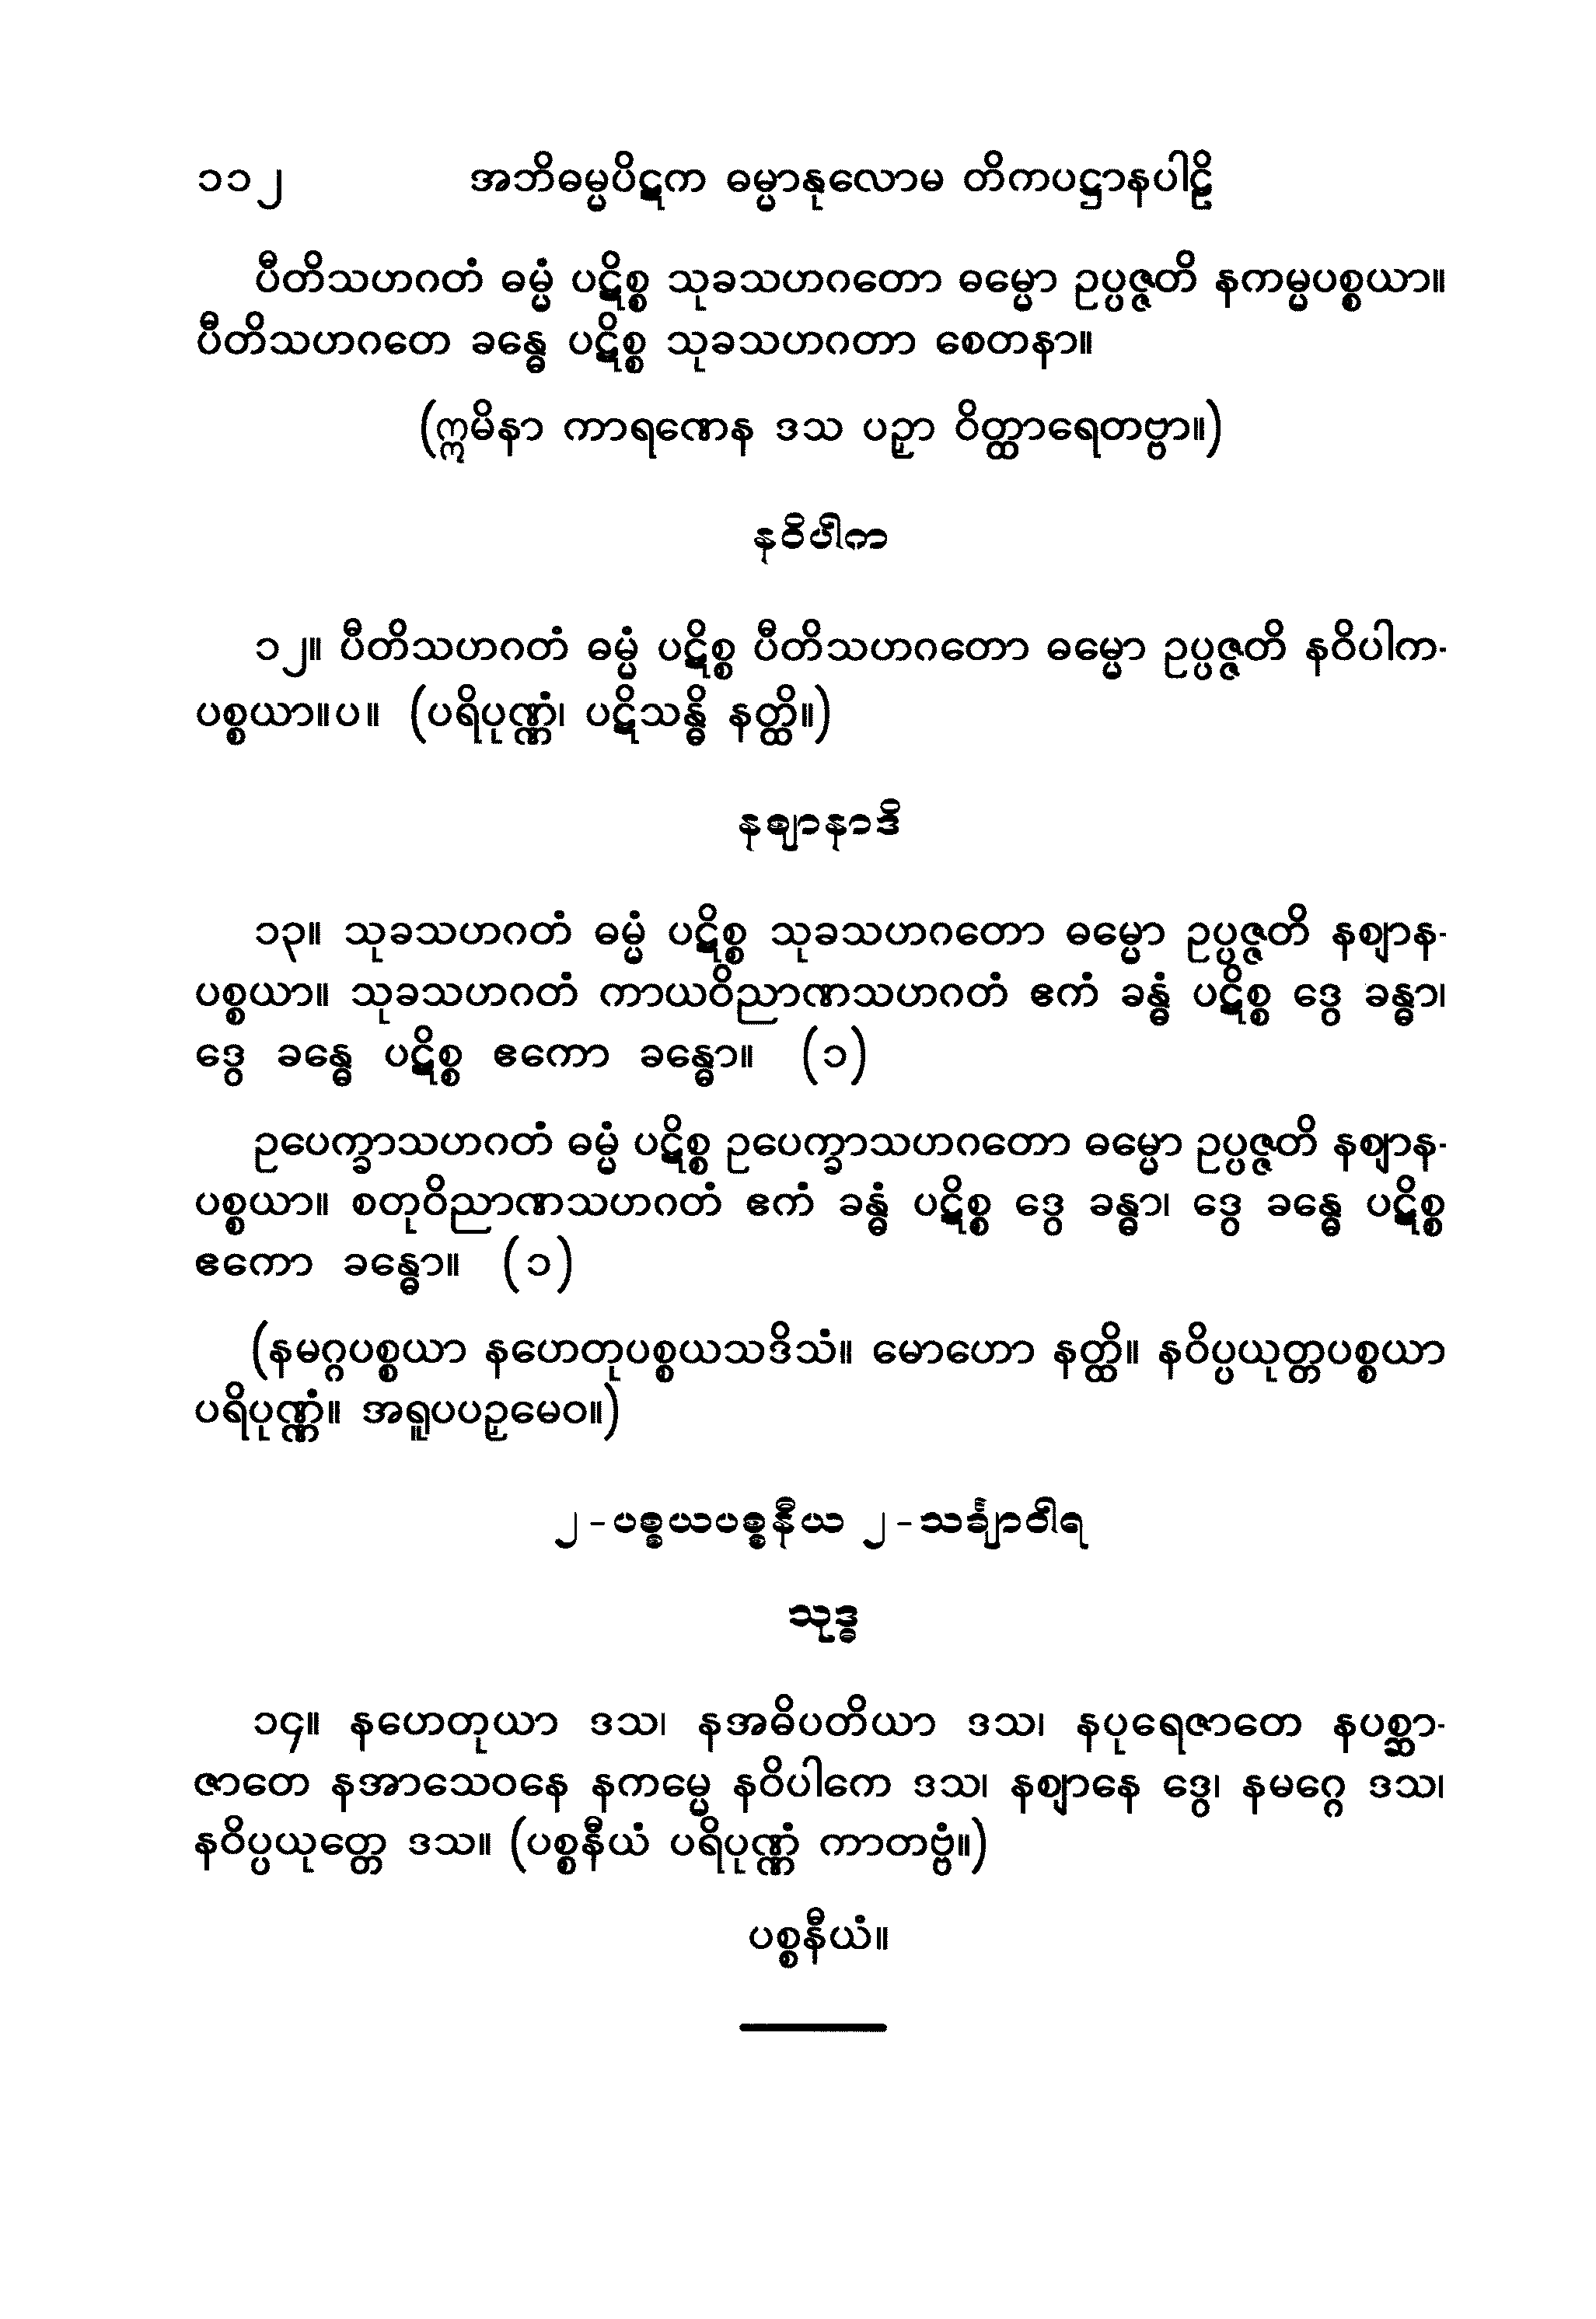 ၁၁၂ အဘိဓမ္မပိဋက ဓမ္မာနုလောမ တိကပဋ္ဌာနပါဠိ
ပီတိသဟဂတံ ဓမ္မံ ပဋိစ္စ သုခသဟဂတော ဓမ္မော ဥပ္ပဇ္ဇတိ နကမ္မပစ္စယာ။
ပီတိသဟဂတေ ခန္ဓေ ပဋိစ္စ သုခသဟဂတာ စေတနာ။
(ဣမိနာ ကာရဏေန ဒသ ပဉှာ ဝိတ္ထာရေတဗ္ဗာ။)
နဝိပါက
၁၂။ ပီတိသဟဂတံ ဓမ္မံ ပဋိစ္စ ပီတိသဟဂတော ဓမ္မော ဥပ္ပဇ္ဇတိ နဝိပါက-
ပစ္စယာ။ပ။ (ပရိပုဏ္ဏံ၊ ပဋိသန္ဓိ နတ္ထိ။)
နဈာနာဒိ
၁၃။ သုခသဟဂတံ ဓမ္မံ ပဋိစ္စ သုခသဟဂတော ဓမ္မော ဥပ္ပဇ္ဇတိ နဈာန-
ပစ္စယာ။ သုခသဟဂတံ ကာယဝိညာဏသဟဂတံ ဧကံ ခန္ဓံ ပဋိစ္စ ဒွေ ခန္ဓာ၊
ဒွေ ခန္ဓေ ပဋိစ္စ ဧကော ခန္ဓော။ (၁)
ဥပေက္ခာသဟဂတံ ဓမ္မံ ပဋိစ္စ ဥပေက္ခာသဟဂတော ဓမ္မော ဥပ္ပဇ္ဇတိ နဈာန-
ပစ္စယာ။ စတုဝိညာဏသဟဂတံ ဧကံ ခန္ဓံ ပဋိစ္စ ဒွေ ခန္ဓာ၊ ဒွေ ခန္ဓေ ပဋိစ္စ
ဧကော ခန္ဓော။ (၁)
(နမဂ္ဂပစ္စယာ နဟေတုပစ္စယသဒိသံ။ မောဟော နတ္ထိ။ နဝိပ္ပယုတ္တပစ္စယာ
ပရိပုဏ္ဏံ။ အရူပပဉှမေဝ။)
၂-ပစ္စယပစ္စနီယ ၂-သင်္ချာဝါရ
သုဒ္ဓ
၁၄။ နဟေတုယာ ဒသ၊ နအဓိပတိယာ ဒသ၊ နပုရေဇာတေ နပစ္ဆာ-
ဇာတေ နအာသေဝနေ နကမ္မေ နဝိပါကေ ဒသ၊ နဈာနေ ဒွေ၊ နမဂ္ဂေ ဒသ၊
နဝိပ္ပယုတ္တေ ဒသ။ (ပစ္စနီယံ ပရိပုဏ္ဏံ ကာတဗ္ဗံ။)
ပစ္စနီယံ။